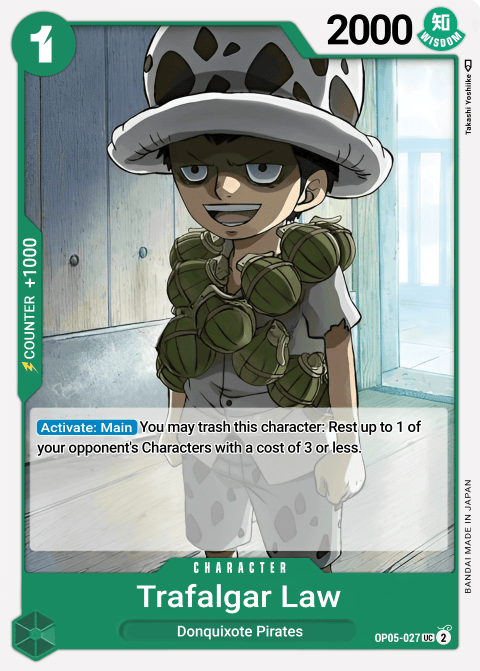 1
2000
知
WISDOM
Takashi Yoshiike
COUNTER +1000
Activate: Main You may trash this character: Rest up to 1 of
your opponent's Characters with a cost of 3 or less.
BANDAI MADE IN JAPAN
CHARACTER
Trafalgar Law
Donquixote Pirates
OP05-027 UC 2